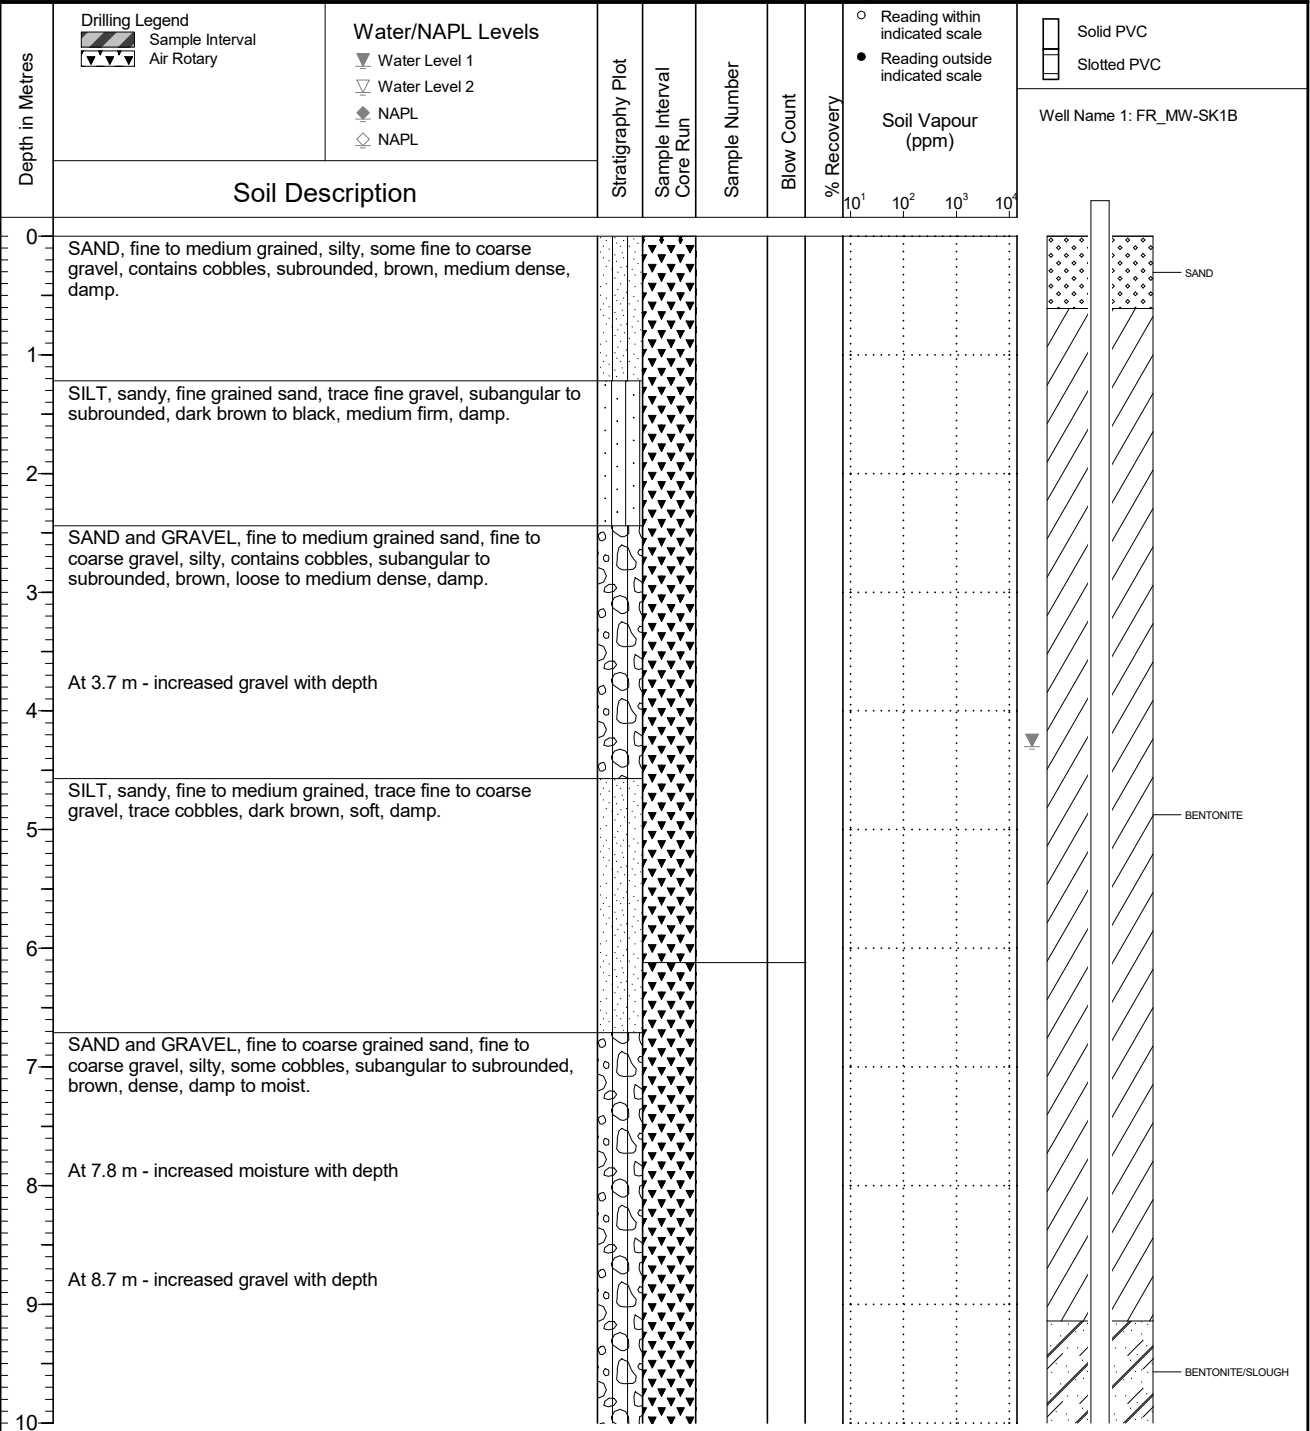 Drilling Legend
Sample Interval
Air Rotary
Water/NAPL Levels
Water Level 1
Water Level 2
NAPL
NAPL
Depth in Metres
Soil Description
Stratigraphy Plot
Sample Interval
Core Run
Sample Number
Blow Count
% Recovery
Reading within
indicated scale
Reading outside
indicated scale
Soil Vapour
(ppm)
10¹ 10² 10³ 10⁴
Solid PVC
Slotted PVC
Well Name 1: FR_MW-SK1B
0
SAND, fine to medium grained, silty, some fine to coarse
gravel, contains cobbles, subrounded, brown, medium dense,
damp.
SAND
1
SILT, sandy, fine grained sand, trace fine gravel, subangular to
subrounded, dark brown to black, medium firm, damp.
2
SAND and GRAVEL, fine to medium grained sand, fine to
coarse gravel, silty, contains cobbles, subangular to
subrounded, brown, loose to medium dense, damp.
3
At 3.7 m - increased gravel with depth
4
SILT, sandy, fine to medium grained, trace fine to coarse
gravel, trace cobbles, dark brown, soft, damp.
5
BENTONITE
6
SAND and GRAVEL, fine to coarse grained sand, fine to
coarse gravel, silty, some cobbles, subangular to subrounded,
brown, dense, damp to moist.
7
At 7.8 m - increased moisture with depth
8
At 8.7 m - increased gravel with depth
9
BENTONITE/SLOUGH
10